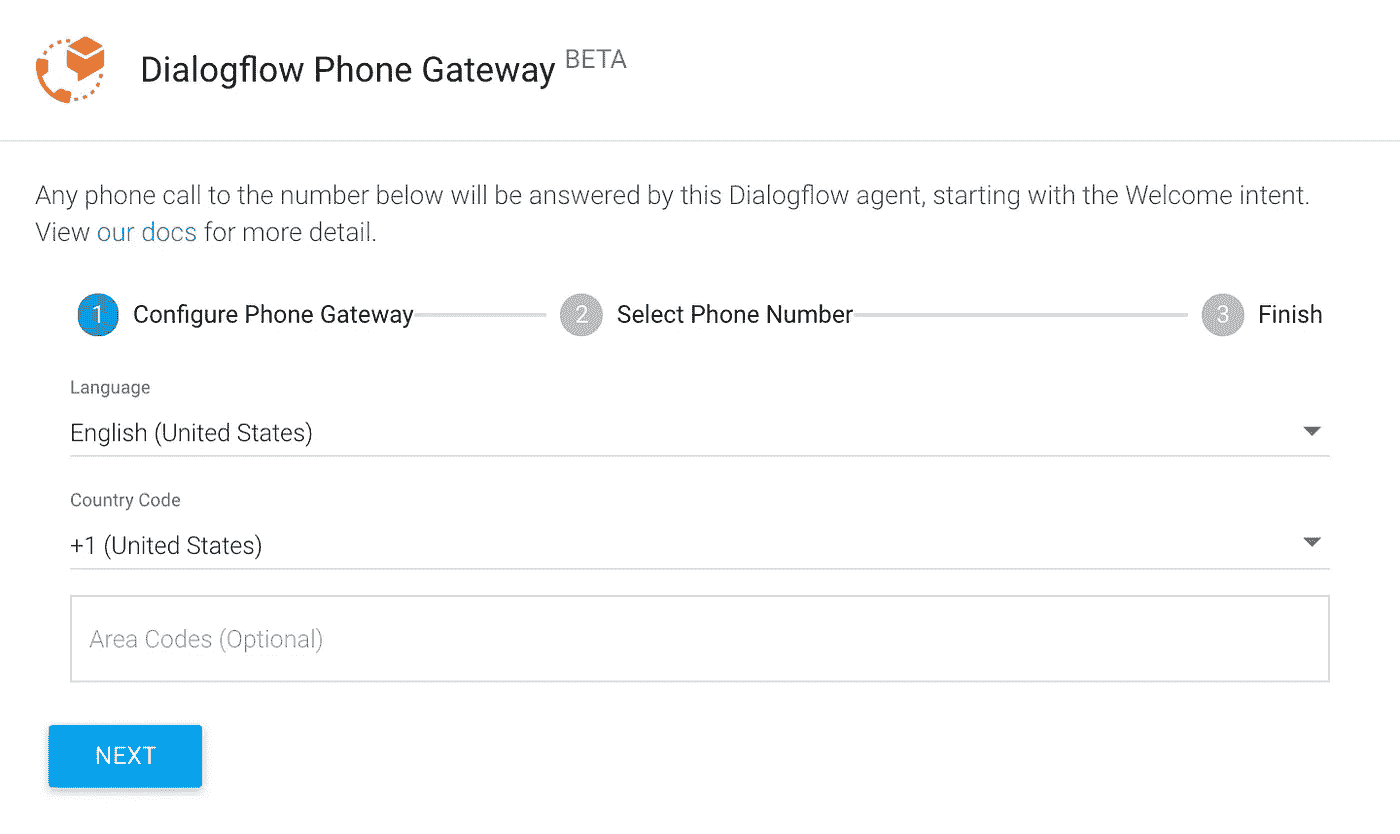 Dialogflow Phone Gateway BETA
Any phone call to the number below will be answered by this Dialogflow agent, starting with the Welcome intent.
View our docs for more detail.
1 Configure Phone Gateway 2 Select Phone Number 3 Finish
Language
English (United States)
Country Code
+1 (United States)
Area Codes (Optional)
NEXT